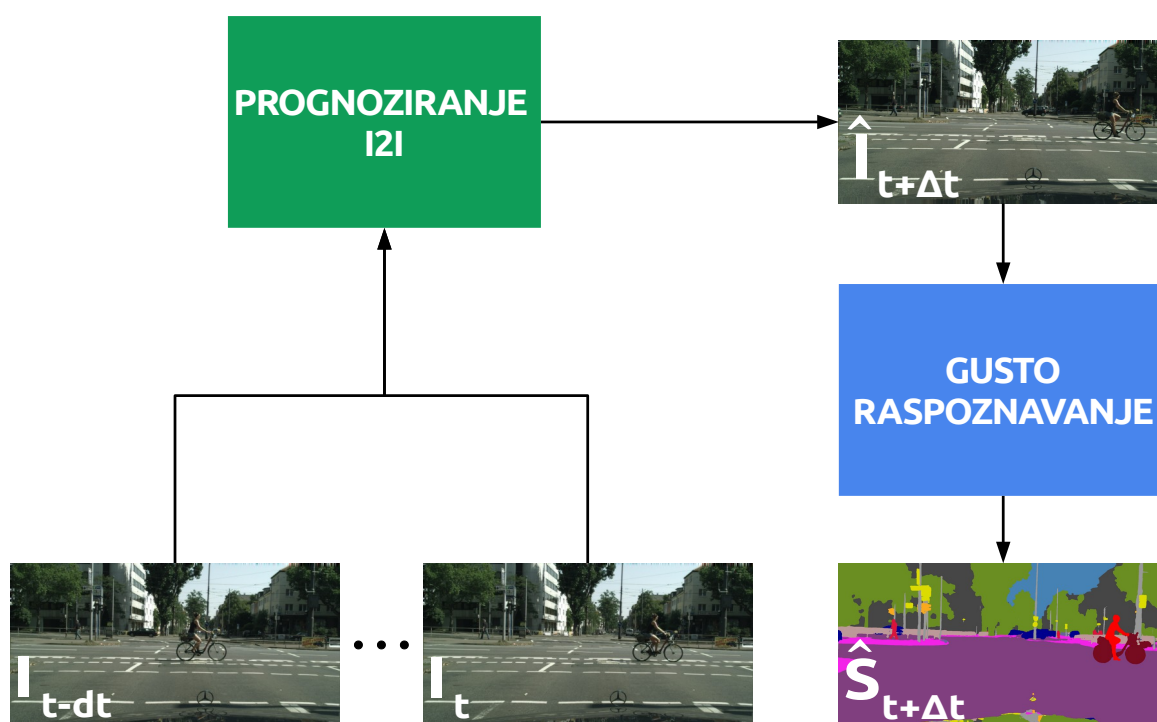 PROGNOZIRANJE
I2I
Î t+Δt
GUSTO
RASPOZNAVANJE
I t-dt
...
I t
Ŝ t+Δt